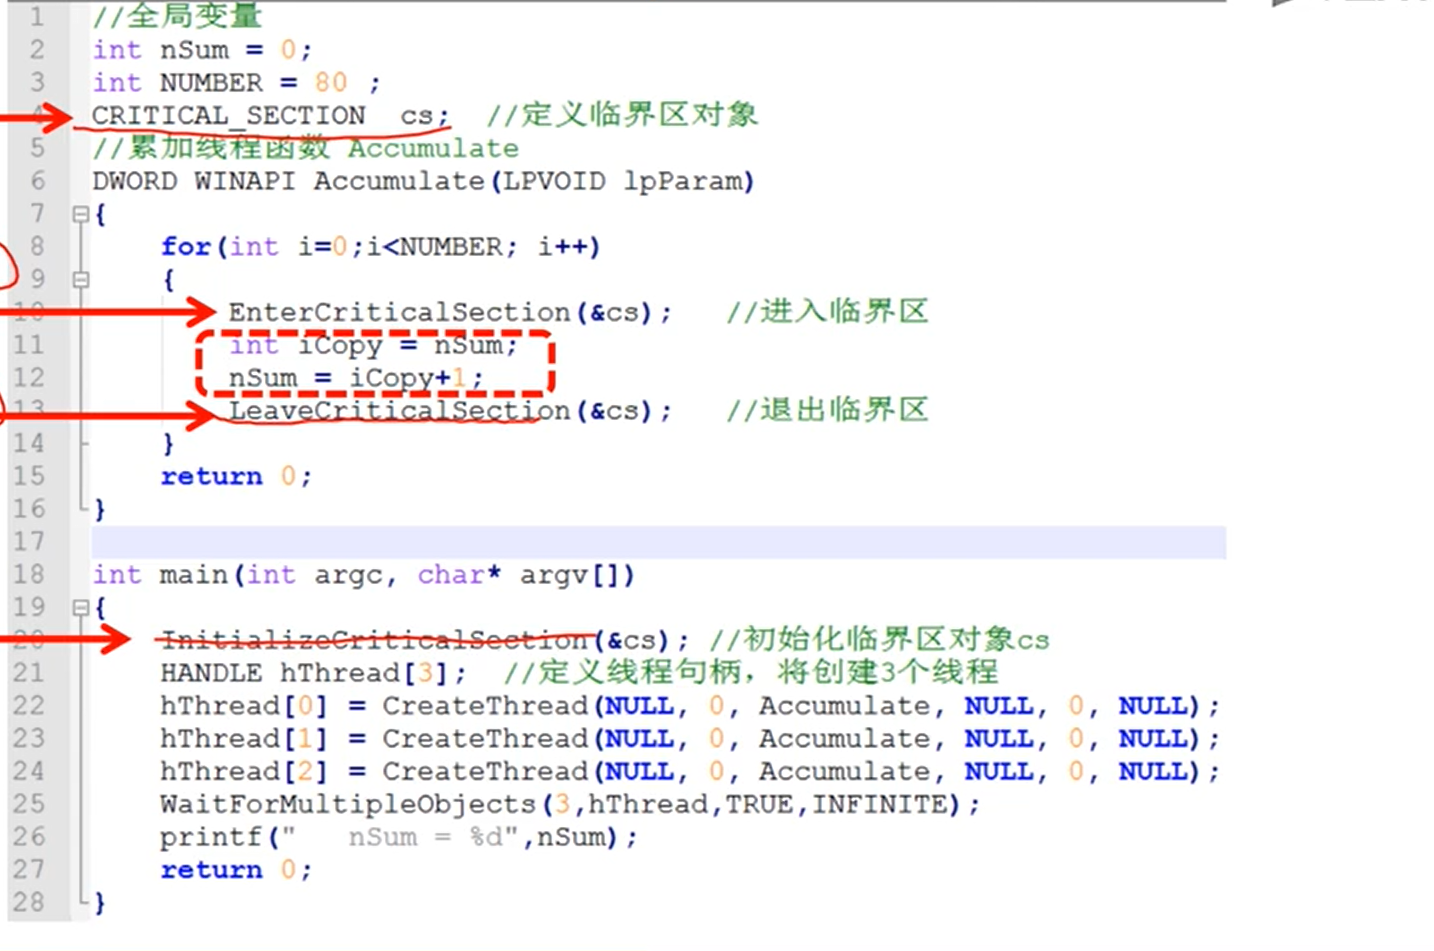 1 //全局变量
2 int nSum = 0;
3 int NUMBER = 80 ;
4 CRITICAL_SECTION  cs;  //定义临界区对象
5 //累加线程函数 Accumulate
6 DWORD WINAPI Accumulate(LPVOID lpParam)
7 {
8     for(int i=0;i<NUMBER; i++)
9     {
10         EnterCriticalSection(&cs);   //进入临界区
11         int iCopy = nSum;
12         nSum = iCopy+1;
13         LeaveCriticalSection(&cs);   //退出临界区
14     }
15     return 0;
16 }
17
18 int main(int argc, char* argv[])
19 {
20     InitializeCriticalSection(&cs); //初始化临界区对象cs
21     HANDLE hThread[3];  //定义线程句柄，将创建3个线程
22     hThread[0] = CreateThread(NULL, 0, Accumulate, NULL, 0, NULL);
23     hThread[1] = CreateThread(NULL, 0, Accumulate, NULL, 0, NULL);
24     hThread[2] = CreateThread(NULL, 0, Accumulate, NULL, 0, NULL);
25     WaitForMultipleObjects(3,hThread,TRUE,INFINITE);
26     printf("   nSum = %d",nSum);
27     return 0;
28 }